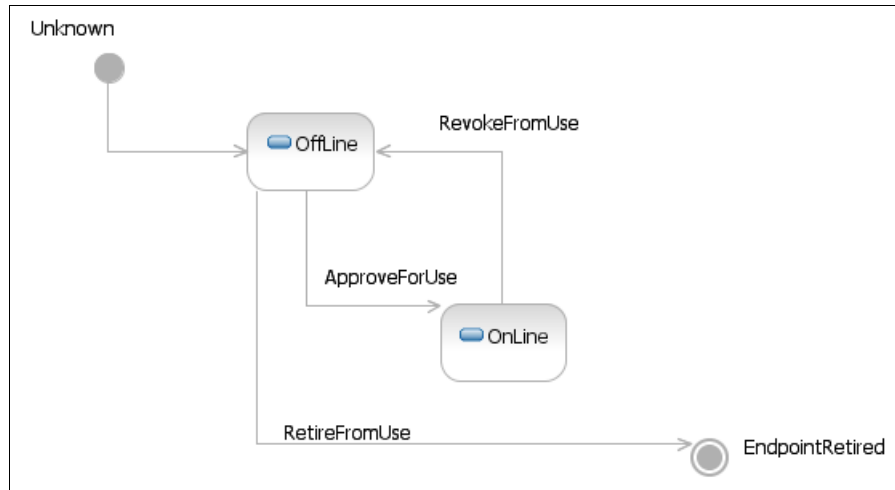 Unknown
RevokeFromUse
OffLine
ApproveForUse
OnLine
RetireFromUse
EndpointRetired